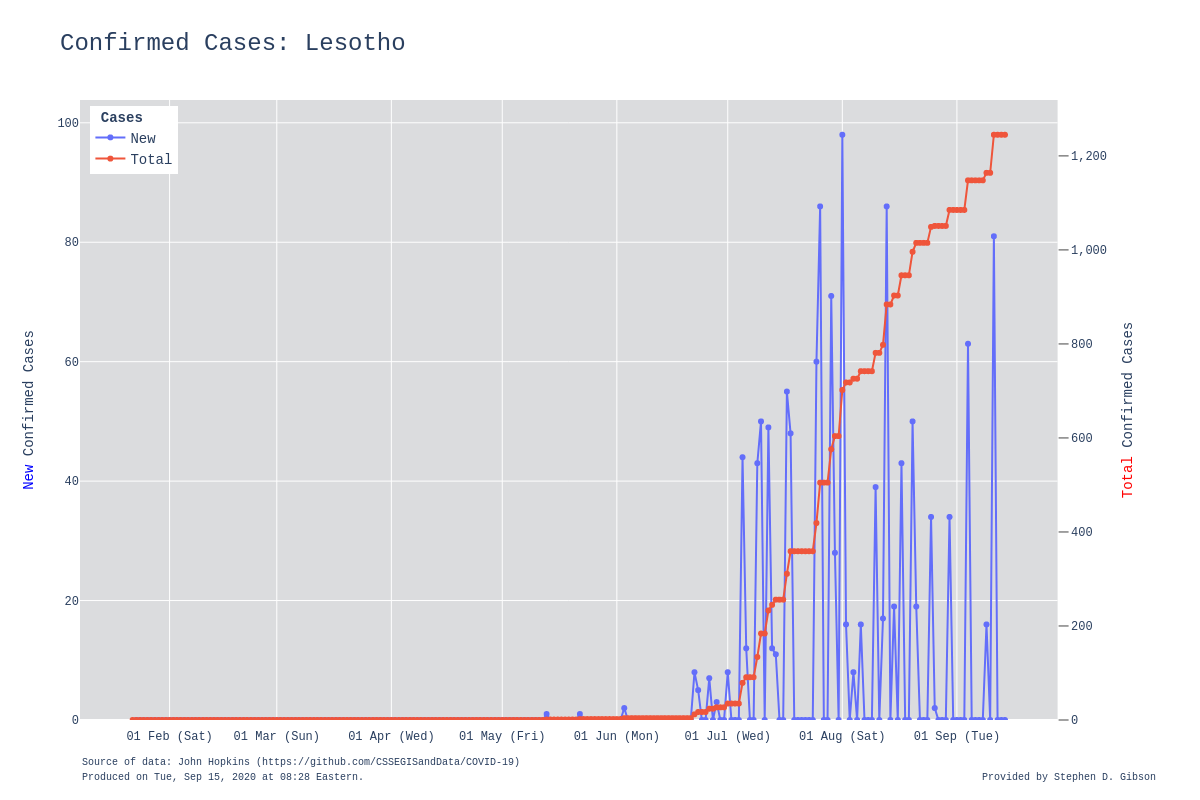 Confirmed Cases: Lesotho
Cases
New
Total
100
80
60
40
20
0
1,200
1,000
800
600
400
200
0
New Confirmed Cases
Total Confirmed Cases
01 Feb (Sat)
01 Mar (Sun)
01 Apr (Wed)
01 May (Fri)
01 Jun (Mon)
01 Jul (Wed)
01 Aug (Sat)
01 Sep (Tue)
Source of data: John Hopkins (https://github.com/CSSEGISandData/COVID-19)
Produced on Tue, Sep 15, 2020 at 08:28 Eastern.
Provided by Stephen D. Gibson